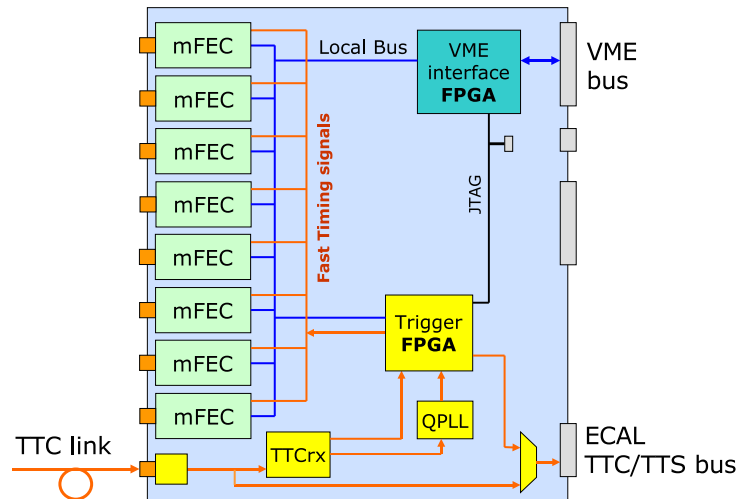 mFEC
mFEC
mFEC
mFEC
mFEC
mFEC
mFEC
mFEC
Local Bus
VME
interface
FPGA
VME
bus
Fast Timing signals
JTAG
Trigger
FPGA
QPLL
TTCrx
TTC link
ECAL
TTC/TTS bus